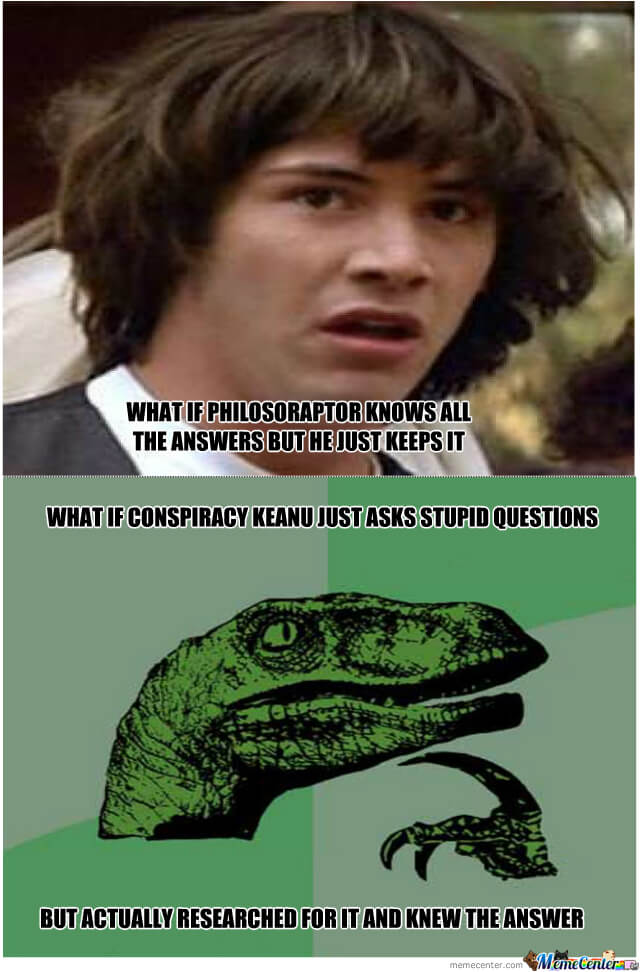 WHAT IF PHILOSORAPTOR KNOWS ALL
THE ANSWERS BUT HE JUST KEEPS IT
WHAT IF CONSPIRACY KEANU JUST ASKS STUPID QUESTIONS
BUT ACTUALLY RESEARCHED FOR IT AND KNEW THE ANSWER
memecenter.com MemeCenter